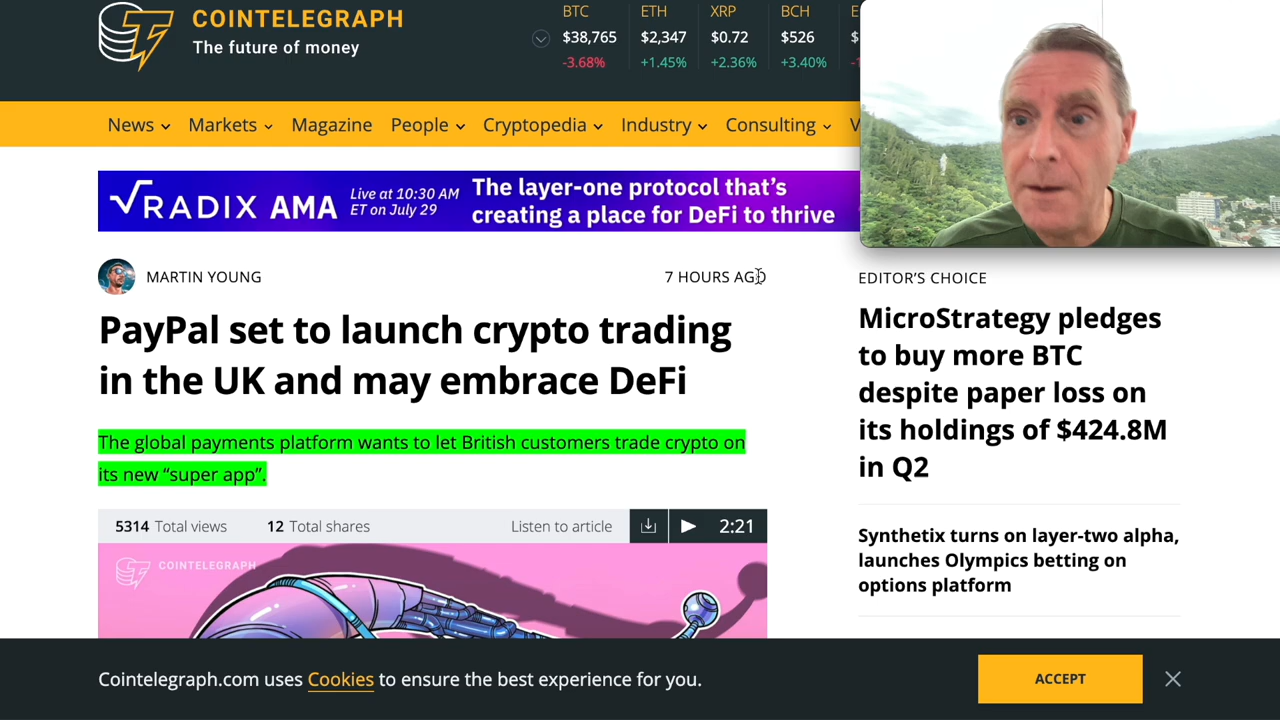 COINTELEGRAPH
The future of money
BTC ETH XRP BCH E
$38,765 $2,347 $0.72 $526 $
-3.68% +1.45% +2.36% +3.40% -1
News Markets Magazine People Cryptopedia Industry Consulting V
RADIX AMA
Live at 10:30 AM
ET on July 29
The layer-one protocol that's
creating a place for DeFi to thrive
MARTIN YOUNG
7 HOURS AGO
PayPal set to launch crypto trading
in the UK and may embrace DeFi
The global payments platform wants to let British customers trade crypto on
its new “super app”.
5314 Total views 12 Total shares Listen to article 2:21
COINTELEGRAPH
EDITOR’S CHOICE
MicroStrategy pledges
to buy more BTC
despite paper loss on
its holdings of $424.8M
in Q2
Synthetix turns on layer-two alpha,
launches Olympics betting on
options platform
Cointelegraph.com uses Cookies to ensure the best experience for you.
ACCEPT